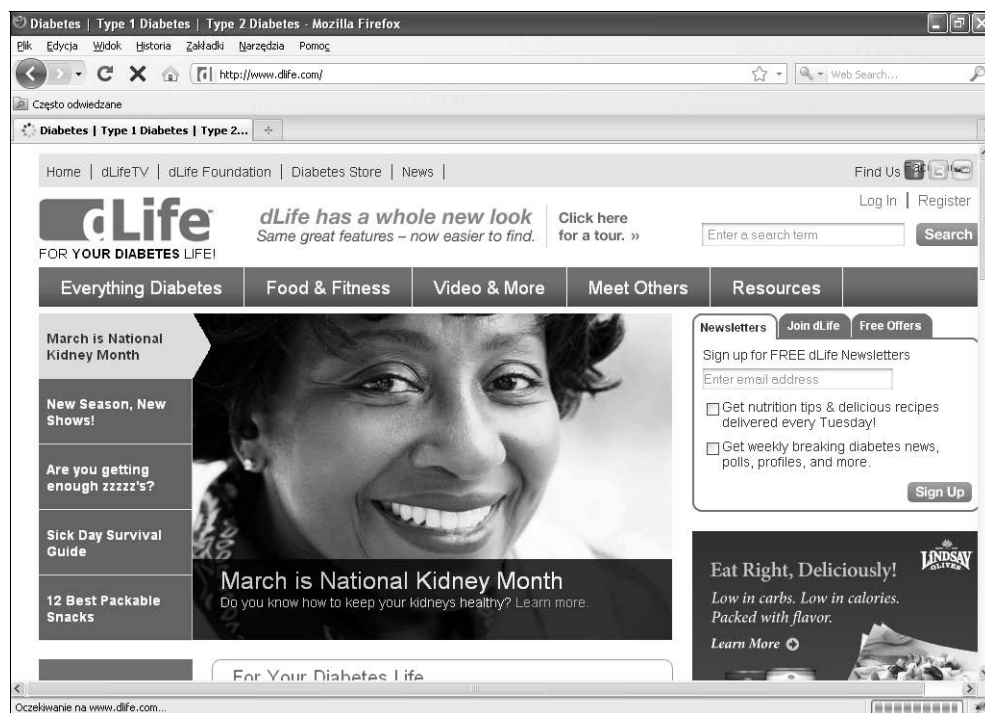 Diabetes | Type 1 Diabetes | Type 2 Diabetes - Mozilla Firefox
Plik Edycja Widok Historia Zakładki Narzędzia Pomoc
http://www.dlife.com/
Web Search...
Często odwiedzane
Diabetes | Type 1 Diabetes | Type 2...
Home | dLifeTV | dLife Foundation | Diabetes Store | News |
Find Us
Log In | Register
dLife
FOR YOUR DIABETES LIFE!
dLife has a whole new look
Same great features – now easier to find.
Click here
for a tour. »
Enter a search term
Search
Everything Diabetes
Food & Fitness
Video & More
Meet Others
Resources
March is National
Kidney Month
New Season, New
Shows!
Are you getting
enough zzzzz's?
Sick Day Survival
Guide
12 Best Packable
Snacks
March is National Kidney Month
Do you know how to keep your kidneys healthy? Learn more.
Newsletters
Join dLife
Free Offers
Sign up for FREE dLife Newsletters
Enter email address
Get nutrition tips & delicious recipes
delivered every Tuesday!
Get weekly breaking diabetes news,
polls, profiles, and more.
Sign Up
LINDSAY
OLIVES
Eat Right, Deliciously!
Low in carbs. Low in calories.
Packed with flavor.
Learn More
For Your Diabetes Life
Oczekiwanie na www.dlife.com...